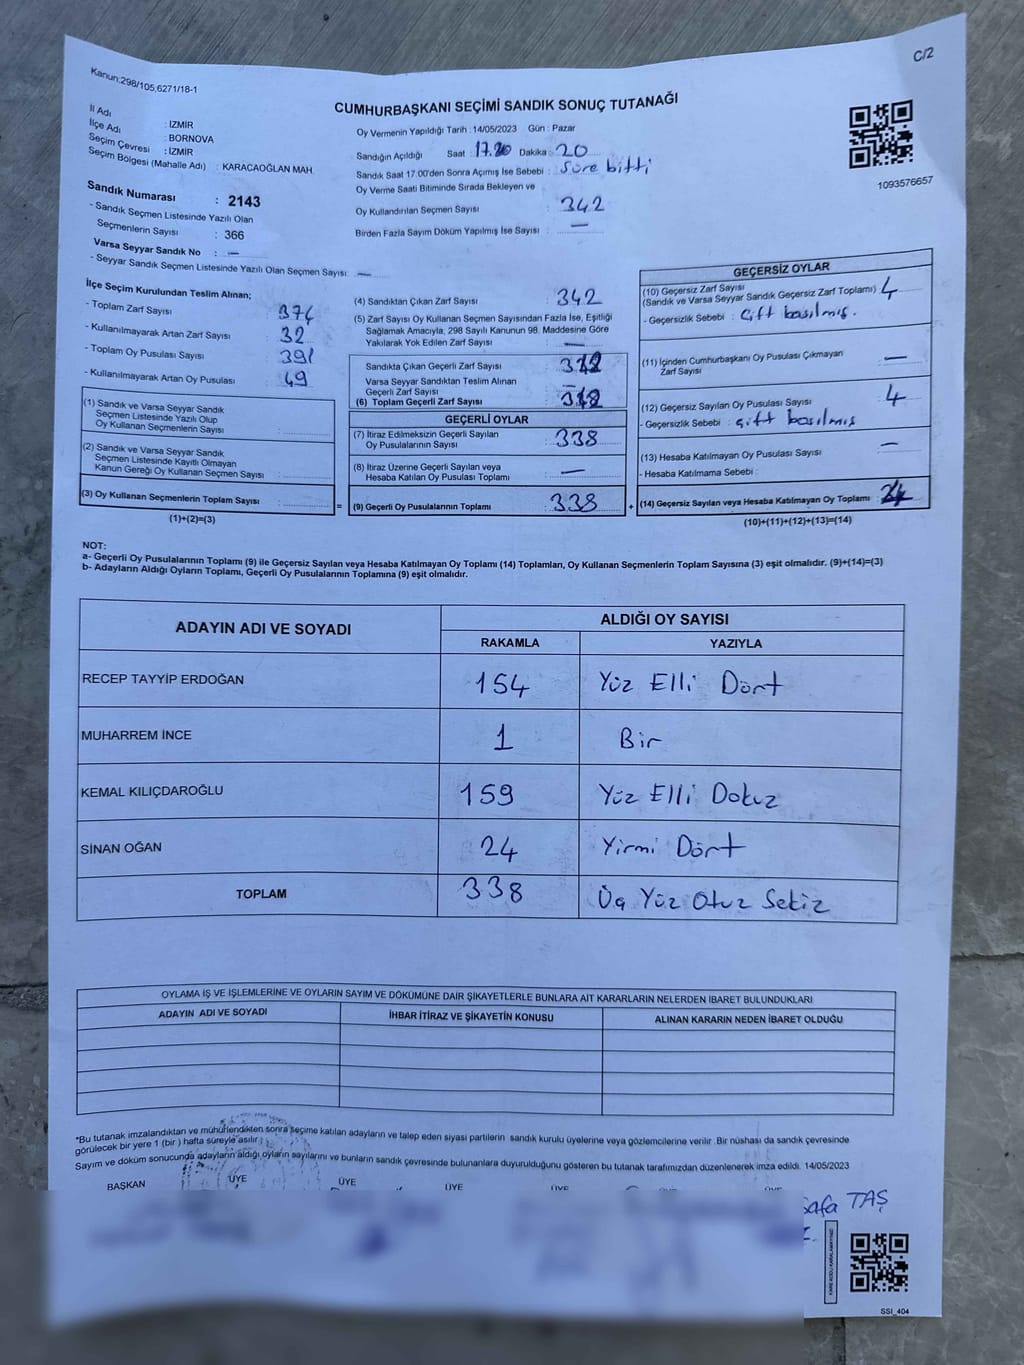 C/2
Kanun:298/105,6271/18-1
CUMHURBAŞKANI SEÇİMİ SANDIK SONUÇ TUTANAĞI
İl Adı : İZMİR
İlçe Adı : BORNOVA
Seçim Çevresi : İZMİR
Seçim Bölgesi (Mahalle Adı) : KARACAOĞLAN MAH.
Sandık Numarası : 2143
- Sandık Seçmen Listesinde Yazılı Olan
Seçmenlerin Sayısı : 366
Varsa Seyyar Sandık No : —
- Seyyar Sandık Seçmen Listesinde Yazılı Olan Seçmen Sayısı: —
Oy Vermenin Yapıldığı Tarih : 14/05/2023 Gün : Pazar
Sandığın Açıldığı Saat : 17.20 Dakika : 20
Sandık Saat 17:00'den Sonra Açımış İse Sebebi : Süre bitti
Oy Verme Saati Bitiminde Sırada Bekleyen ve
Oy Kullandırılan Seçmen Sayısı : 342
Birden Fazla Sayım Döküm Yapılmış İse Sayısı : —
1093576657
İlçe Seçim Kurulundan Teslim Alınan;
- Toplam Zarf Sayısı : 374
- Kullanılmayarak Artan Zarf Sayısı : 32
- Toplam Oy Pusulası Sayısı : 391
- Kullanılmayarak Artan Oy Pusulası : 49
(1) Sandık ve Varsa Seyyar Sandık
Seçmen Listesinde Yazılı Olup
Oy Kullanan Seçmenlerin Sayısı :
(2) Sandık ve Varsa Seyyar Sandık
Seçmen Listesinde Kayıtlı Olmayan
Kanun Gereği Oy Kullanan Seçmen Sayısı :
(3) Oy Kullanan Seçmenlerin Toplam Sayısı :
(1)+(2)=(3)
=
(4) Sandıktan Çıkan Zarf Sayısı : 342
(5) Zarf Sayısı Oy Kullanan Seçmen Sayısından Fazla İse, Eşitliği
Sağlamak Amacıyla, 298 Sayılı Kanunun 98. Maddesine Göre
Yakılarak Yok Edilen Zarf Sayısı : —
Sandıkta Çıkan Geçerli Zarf Sayısı :
Varsa Seyyar Sandıktan Teslim Alınan
Geçerli Zarf Sayısı : —
(6) Toplam Geçerli Zarf Sayısı :
GEÇERLİ OYLAR
(7) İtiraz Edilmeksizin Geçerli Sayılan
Oy Pusulalarının Sayısı : 338
(8) İtiraz Üzerine Geçerli Sayılan veya
Hesaba Katılan Oy Pusulası Toplamı : —
(9) Geçerli Oy Pusulalarının Toplamı : 338
+
GEÇERSİZ OYLAR
(10) Geçersiz Zarf Sayısı
(Sandık ve Varsa Seyyar Sandık Geçersiz Zarf Toplamı) : 4
- Geçersizlik Sebebi : Çift basılmış.
(11) İçinden Cumhurbaşkanı Oy Pusulası Çıkmayan
Zarf Sayısı : —
(12) Geçersiz Sayılan Oy Pusulası Sayısı : 4
- Geçersizlik Sebebi : çift basılmış
(13) Hesaba Katılmayan Oy Pusulası Sayısı : —
- Hesaba Katılmama Sebebi :
(14) Geçersiz Sayılan veya Hesaba Katılmayan Oy Toplamı : 4
(10)+(11)+(12)+(13)=(14)
NOT:
a- Geçerli Oy Pusulalarının Toplamı (9) ile Geçersiz Sayılan veya Hesaba Katılmayan Oy Toplamı (14) Toplamları, Oy Kullanan Seçmenlerin Toplam Sayısına (3) eşit olmalıdır. (9)+(14)=(3)
b- Adayların Aldığı Oyların Toplamı, Geçerli Oy Pusulalarının Toplamına (9) eşit olmalıdır.
ADAYIN ADI VE SOYADI ALDIĞI OY SAYISI
RAKAMLA YAZIYLA
RECEP TAYYİP ERDOĞAN 154 Yüz Elli Dört
MUHARREM İNCE 1 Bir
KEMAL KILIÇDAROĞLU 159 Yüz Elli Dokuz
SİNAN OĞAN 24 Yirmi Dört
TOPLAM 338 Üç Yüz Otuz Sekiz
OYLAMA İŞ VE İŞLEMLERİNE VE OYLARIN SAYIM VE DÖKÜMÜNE DAİR ŞİKAYETLERLE BUNLARA AİT KARARLARIN NELERDEN İBARET BULUNDUKLARI
ADAYIN ADI VE SOYADI İHBAR İTİRAZ VE ŞİKAYETİN KONUSU ALINAN KARARIN NEDEN İBARET OLDUĞU
*Bu tutanak imzalandıktan ve mühürlendikten sonra seçime katılan adayların ve talep eden siyasi partilerin sandık kurulu üyelerine veya gözlemcilerine verilir .Bir nüshası da sandık çevresinde
görülecek bir yere 1 (bir ) hafta süreyle asılır.
Sayım ve döküm sonucunda adayların aldığı oyların sayılarını ve bunların sandık çevresinde bulunanlara duyurulduğunu gösteren bu tutanak tarafımızdan düzenlenerek imza edildi. 14/05/2023
BAŞKAN ÜYE ÜYE ÜYE ÜYE
Safa TAŞ
SSI_404